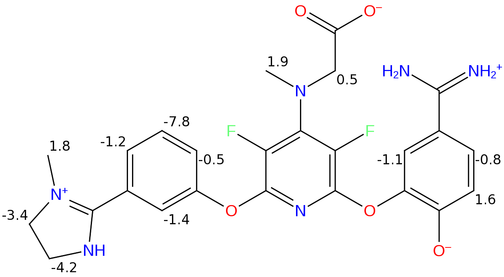 O O⁻
1.9
N 0.5
H₂N NH₂⁺
-7.8
-1.2 F F
1.8 -0.5 -1.1 -0.8
N⁺ -1.4 1.6
-3.4 O N O
NH O⁻
-4.2